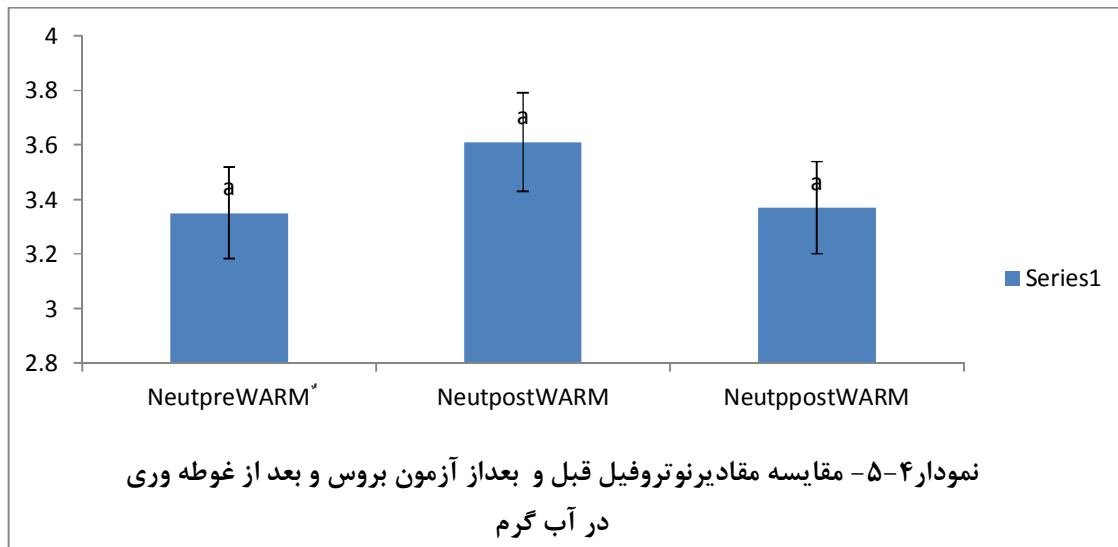 4
3.8
3.6
3.4
3.2
3
2.8
a
a
a
NeutpreWARM*
NeutpostWARM
NeutppostWARM
Series1
نمودار۴-۵- مقایسه مقادیرنوتروفیل قبل و بعداز آزمون بروس و بعد از غوطه وری
در آب گرم